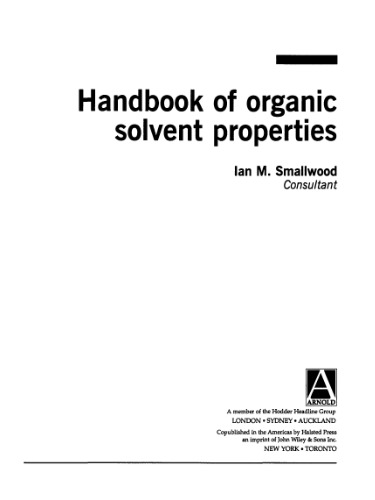 Handbook of organic
solvent properties
Ian M. Smallwood
Consultant
A
ARNOLD
A member of the Hodder Headline Group
LONDON • SYDNEY • AUCKLAND
Copublished in the Americas by Halsted Press
an imprint of John Wiley & Sons Inc.
NEW YORK • TORONTO